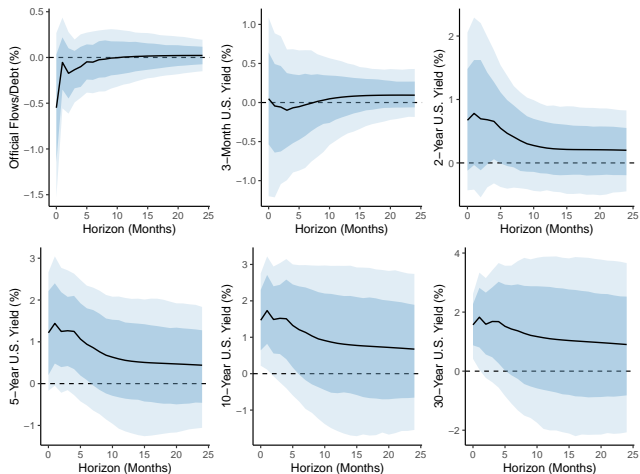 Official Flows/Debt (%)
0.5
0.0
−0.5
−1.0
−1.5
0 5 10 15 20 25
Horizon (Months)
3−Month U.S. Yield (%)
1.0
0.5
0.0
−0.5
−1.0
0 5 10 15 20 25
Horizon (Months)
2−Year U.S. Yield (%)
2
1
0
0 5 10 15 20 25
Horizon (Months)
5−Year U.S. Yield (%)
3
2
1
0
−1
0 5 10 15 20 25
Horizon (Months)
10−Year U.S. Yield (%)
3
2
1
0
−1
0 5 10 15 20 25
Horizon (Months)
30−Year U.S. Yield (%)
4
2
0
−2
0 5 10 15 20 25
Horizon (Months)